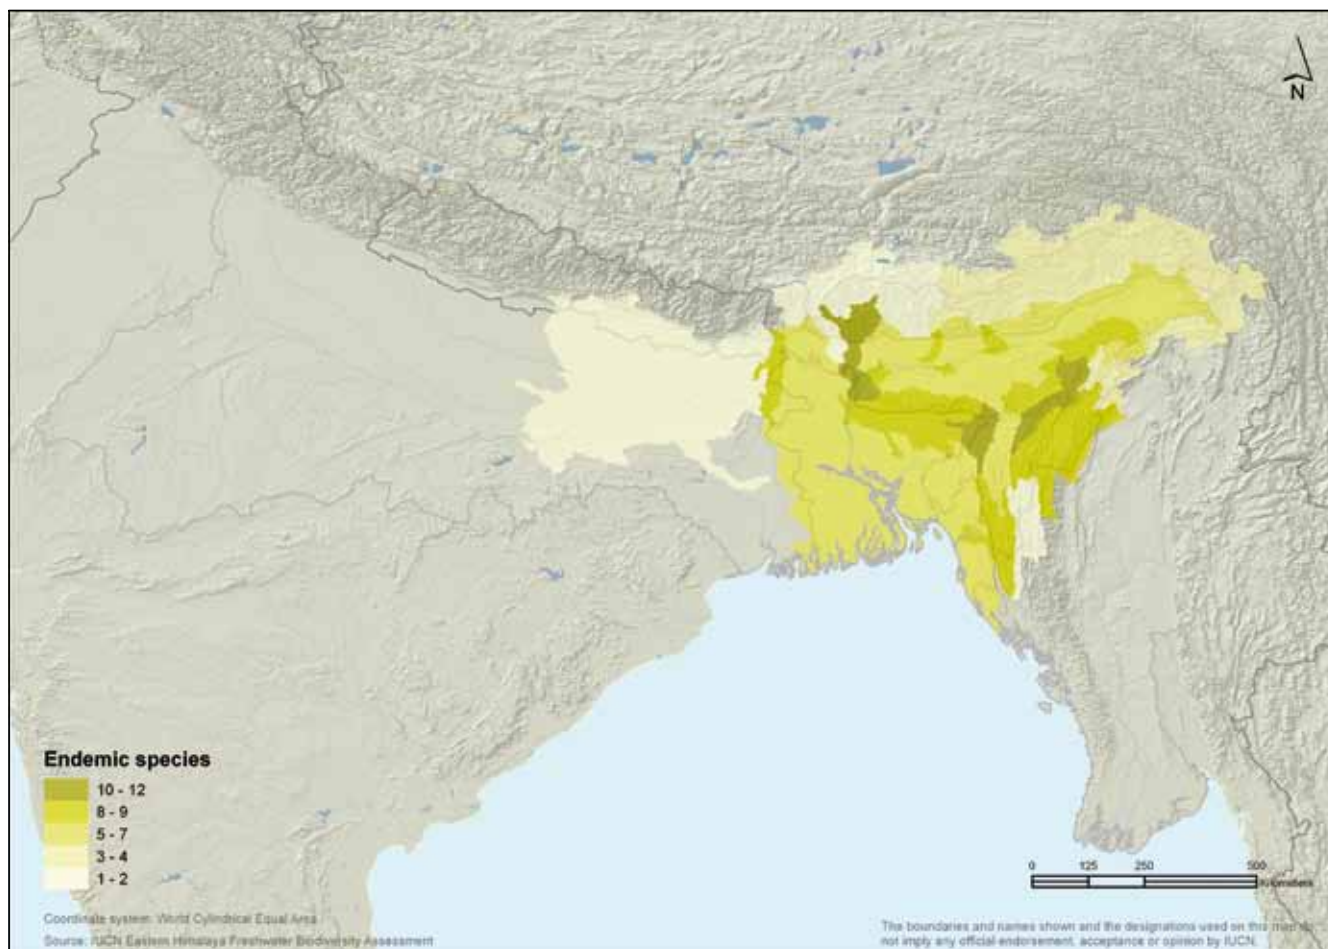 N
Endemic species
10 - 12
8 - 9
5 - 7
3 - 4
1 - 2
0 125 250 500
Kilometers
Coordinate system: World Cylindrical Equal Area
Source: IUCN Eastern Himalaya Freshwater Biodiversity Assessment
The boundaries and names shown and the designations used on this map do
not imply any official endorsement, acceptance or opinion by IUCN.